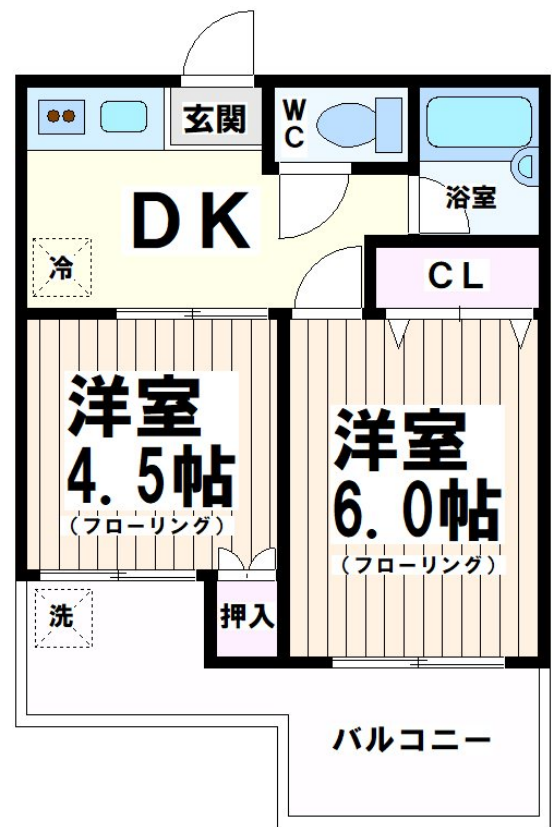 玄関
WC
浴室
DK
冷
CL
洋室
4.5帖
(フローリング)
洋室
6.0帖
(フローリング)
洗
押入
バルコニー